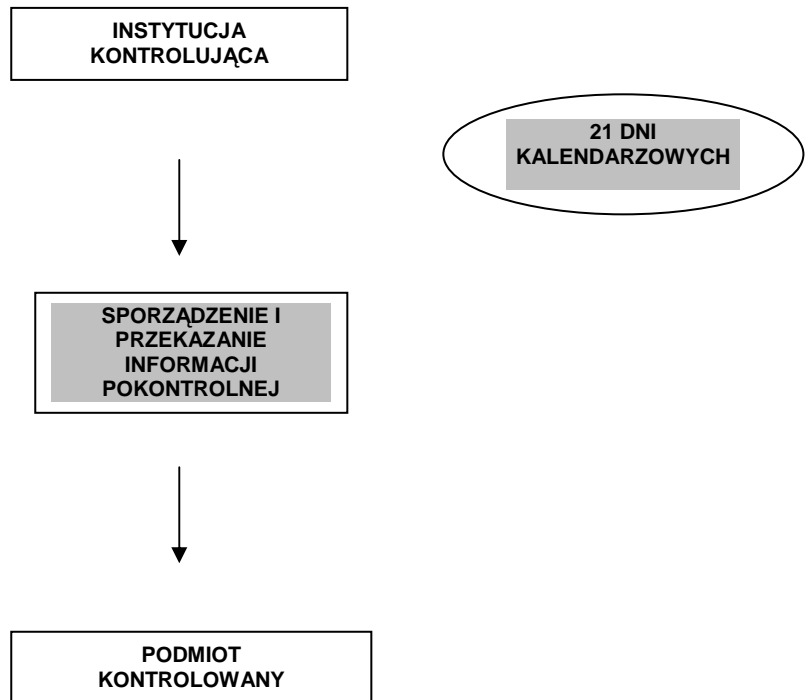 INSTYTUCJA
KONTROLUJĄCA
21 DNI
KALENDARZOWYCH
SPORZĄDZENIE I
PRZEKAZANIE
INFORMACJI
POKONTROLNEJ
PODMIOT
KONTROLOWANY